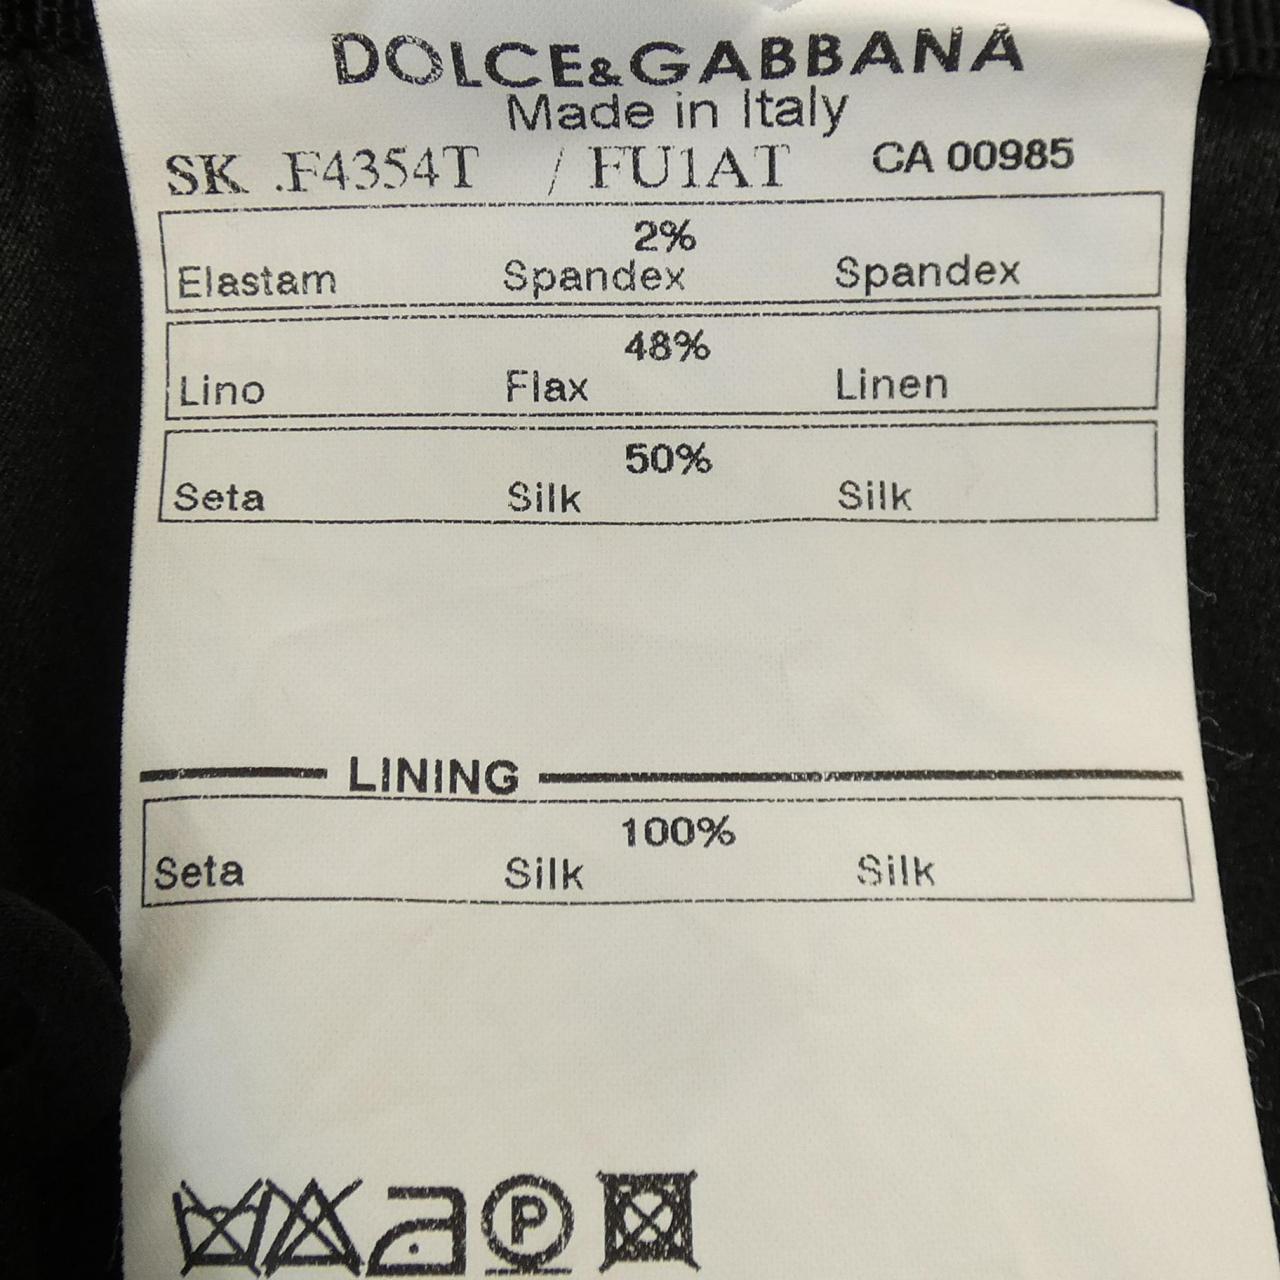 DOLCE&GABBANA
Made in Italy
SK .F4354T / FU1AT CA 00985
2%
Elastam Spandex Spandex
48%
Lino Flax Linen
50%
Seta Silk Silk
LINING
100%
Seta Silk Silk
P